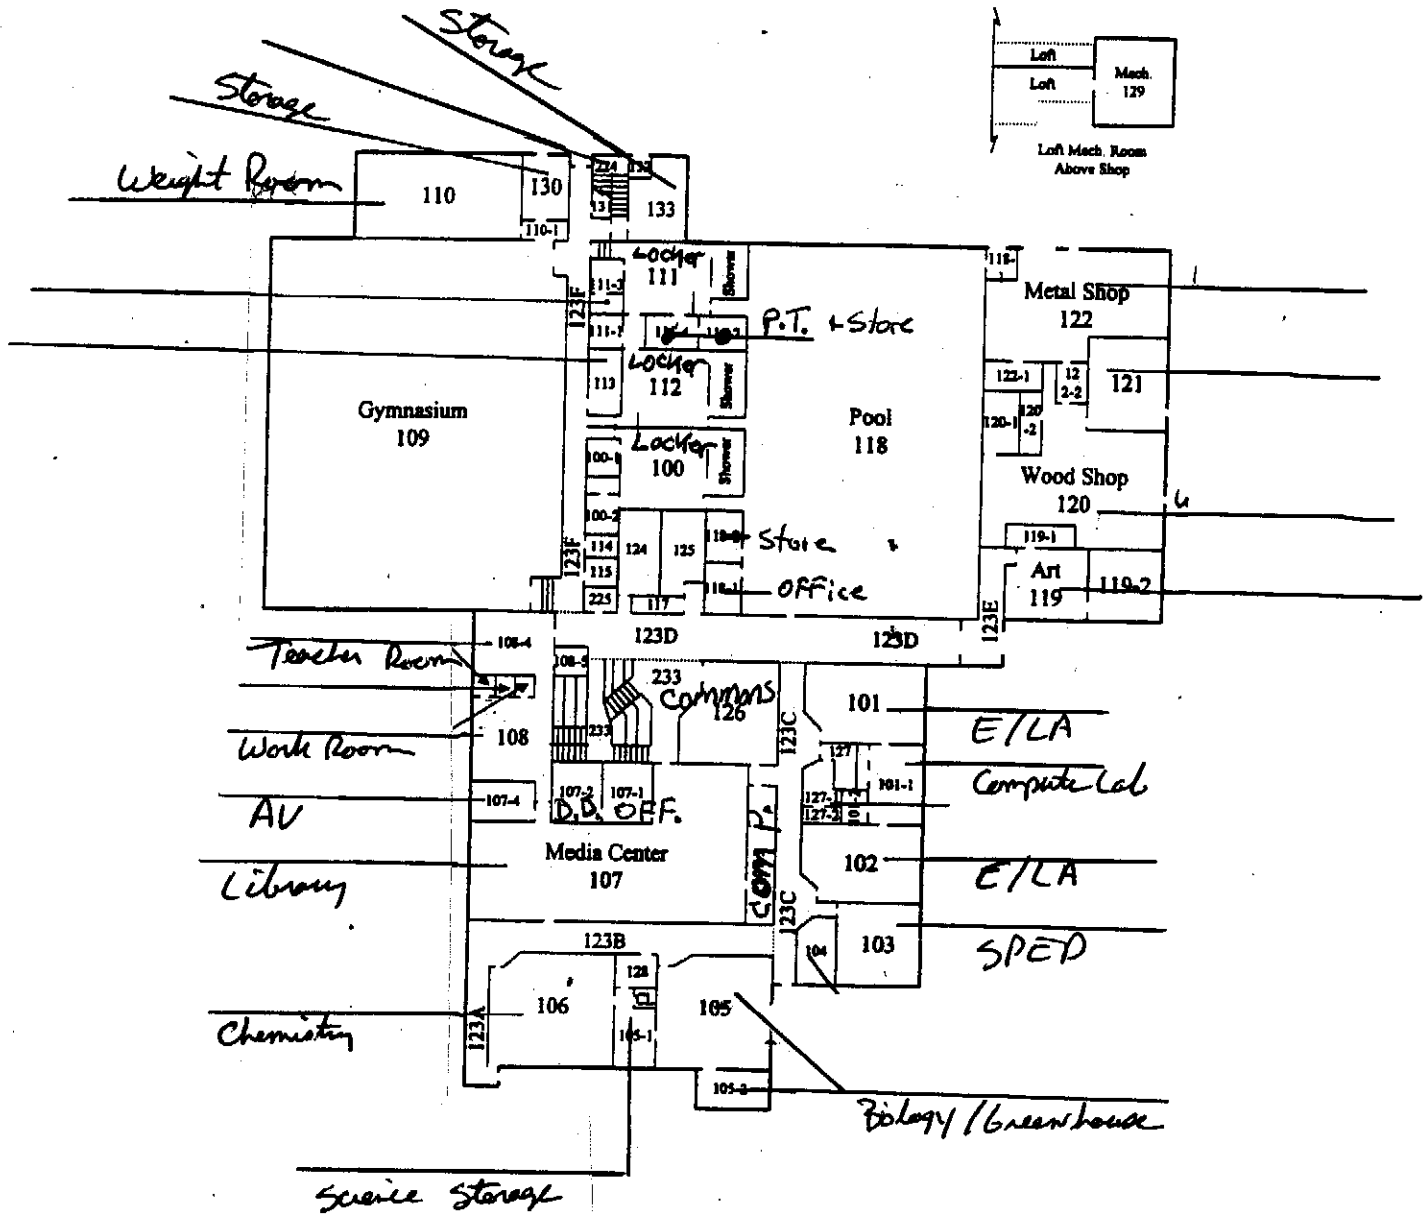 Storage
Loft
Mech.
129
Loft
Loft Mech. Room
Above Shop
Storage
Weight Room
110
130
110-1
224
132
13
133
Locker
111
Shower
111-3
123F
118-
Metal Shop
122
111-1
P.T. + Store
Locker
112
Shower
113
122-1
12
2-2
121
Gymnasium
109
Pool
118
120-1
120
-2
Locker
100
Shower
100-1
Wood Shop
120
100-2
114
115
225
124
125
117
Store
118-1
OFFice
123F
119-1
Art
119
119-2
123E
123D
123D
108-4
Teacher Room
108-5
233
Commons
126
123C
101
E/LA
Work Room
108
233
127
101-1
Compute Lab
107-4
AV
107-2
107-1
D.D. OFF.
127-1
127-2
COMP.
Media Center
107
Library
102
E/LA
123C
103
SPED
104
123B
128
106
105
Chemistry
123A
105-1
105-2
Biology/Greenhouse
Science Storage